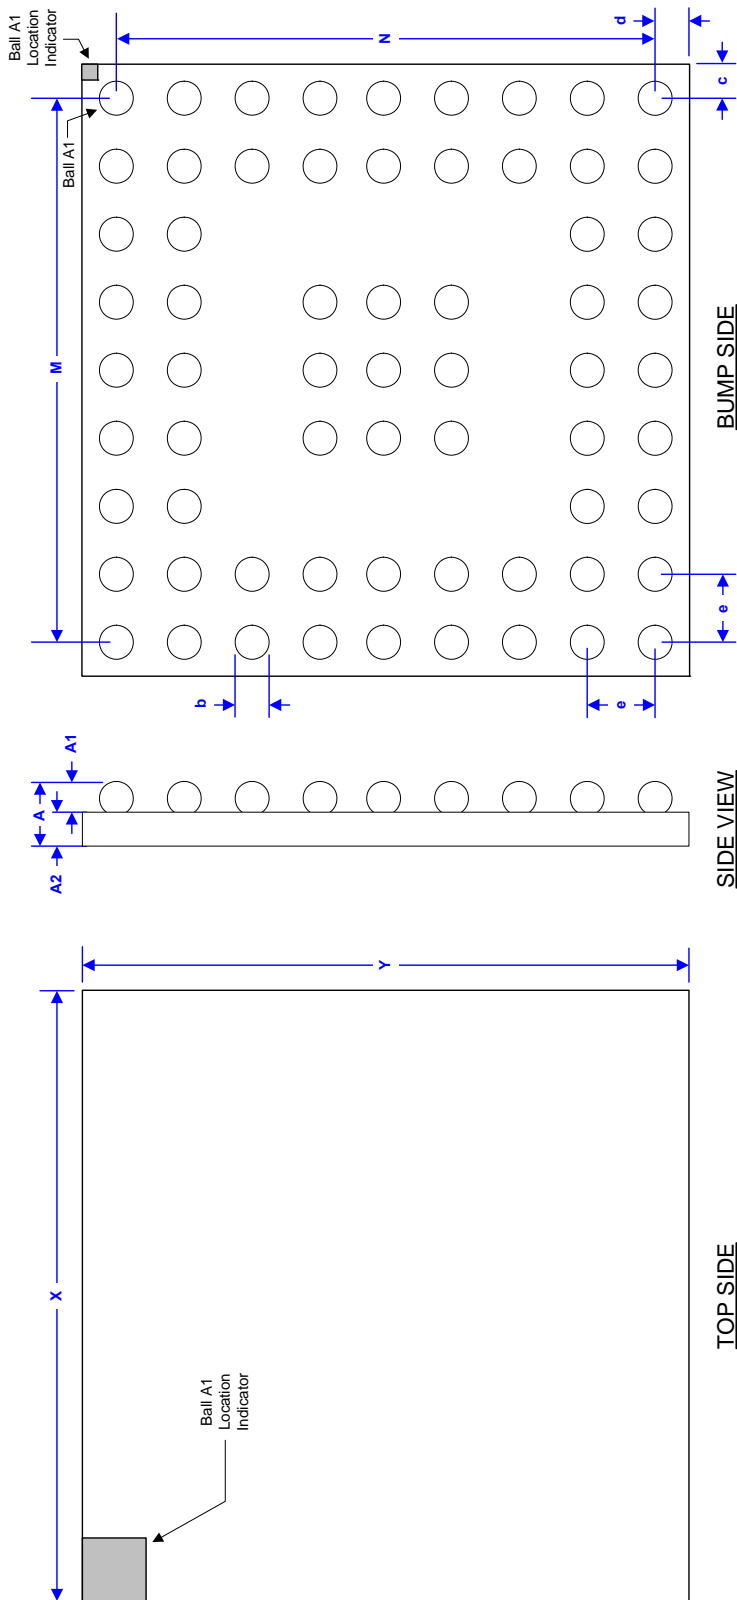 Ball A1
Location
Indicator
Ball A1
M
N
d
c
e
e
b
BUMP SIDE
A1
A
A2
SIDE VIEW
X
Y
Ball A1
Location
Indicator
TOP SIDE